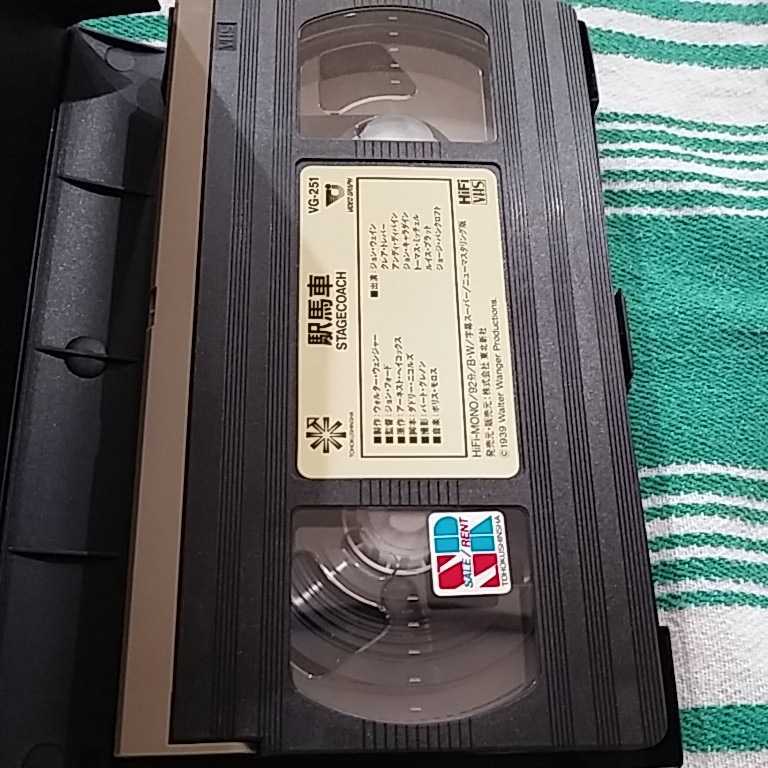 VHS
VG-251
VIDEO GRAPH
駅馬車
STAGECOACH
TOHOKUSHINSHA
■製作:ウォルター・ウェンジャー
■監督:ジョン・フォード
■原作:アーネスト・ヘイコックス
■脚本:ダドリー・ニコルズ
■撮影:バート・グレノン
■音楽:ボリス・モロス
■出演:ジョン・ウェイン
クレア・トレバー
アンディ・ディバイン
ジョン・キャラダイン
トーマス・ミッチェル
ルイス・プラット
ジョージ・バンクロフト
HiFi-MONO/92分/B・W/字幕スーパー/ニューマスタリング版
発売元・販売元:株式会社 東北新社
©1939 Walter Wanger Productions.
HiFi
VHS
SALE/RENT
TOHOKUSHINSHA